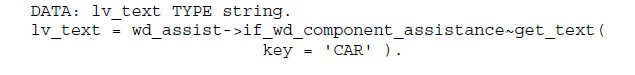 DATA: lv_text TYPE string.
lv_text = wd_assist->if_wd_component_assistance~get_text(
key = 'CAR' ).